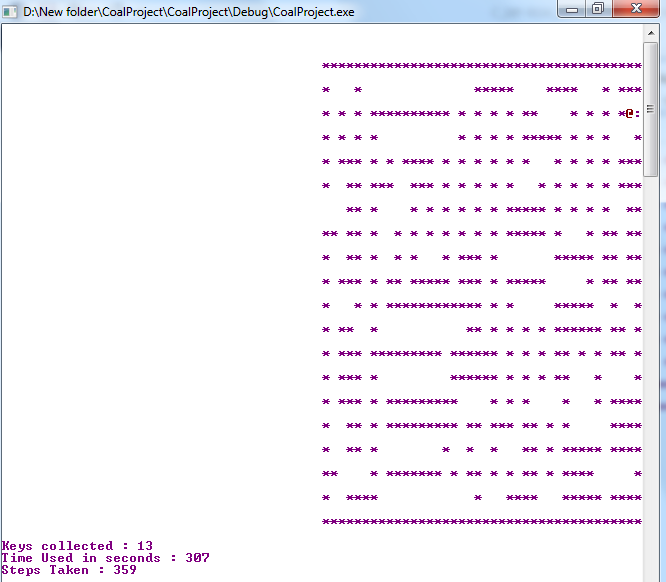 D:\New folder\CoalProject\CoalProject\Debug\CoalProject.exe
@:
Keys collected : 13
Time Used in seconds : 307
Steps Taken : 359